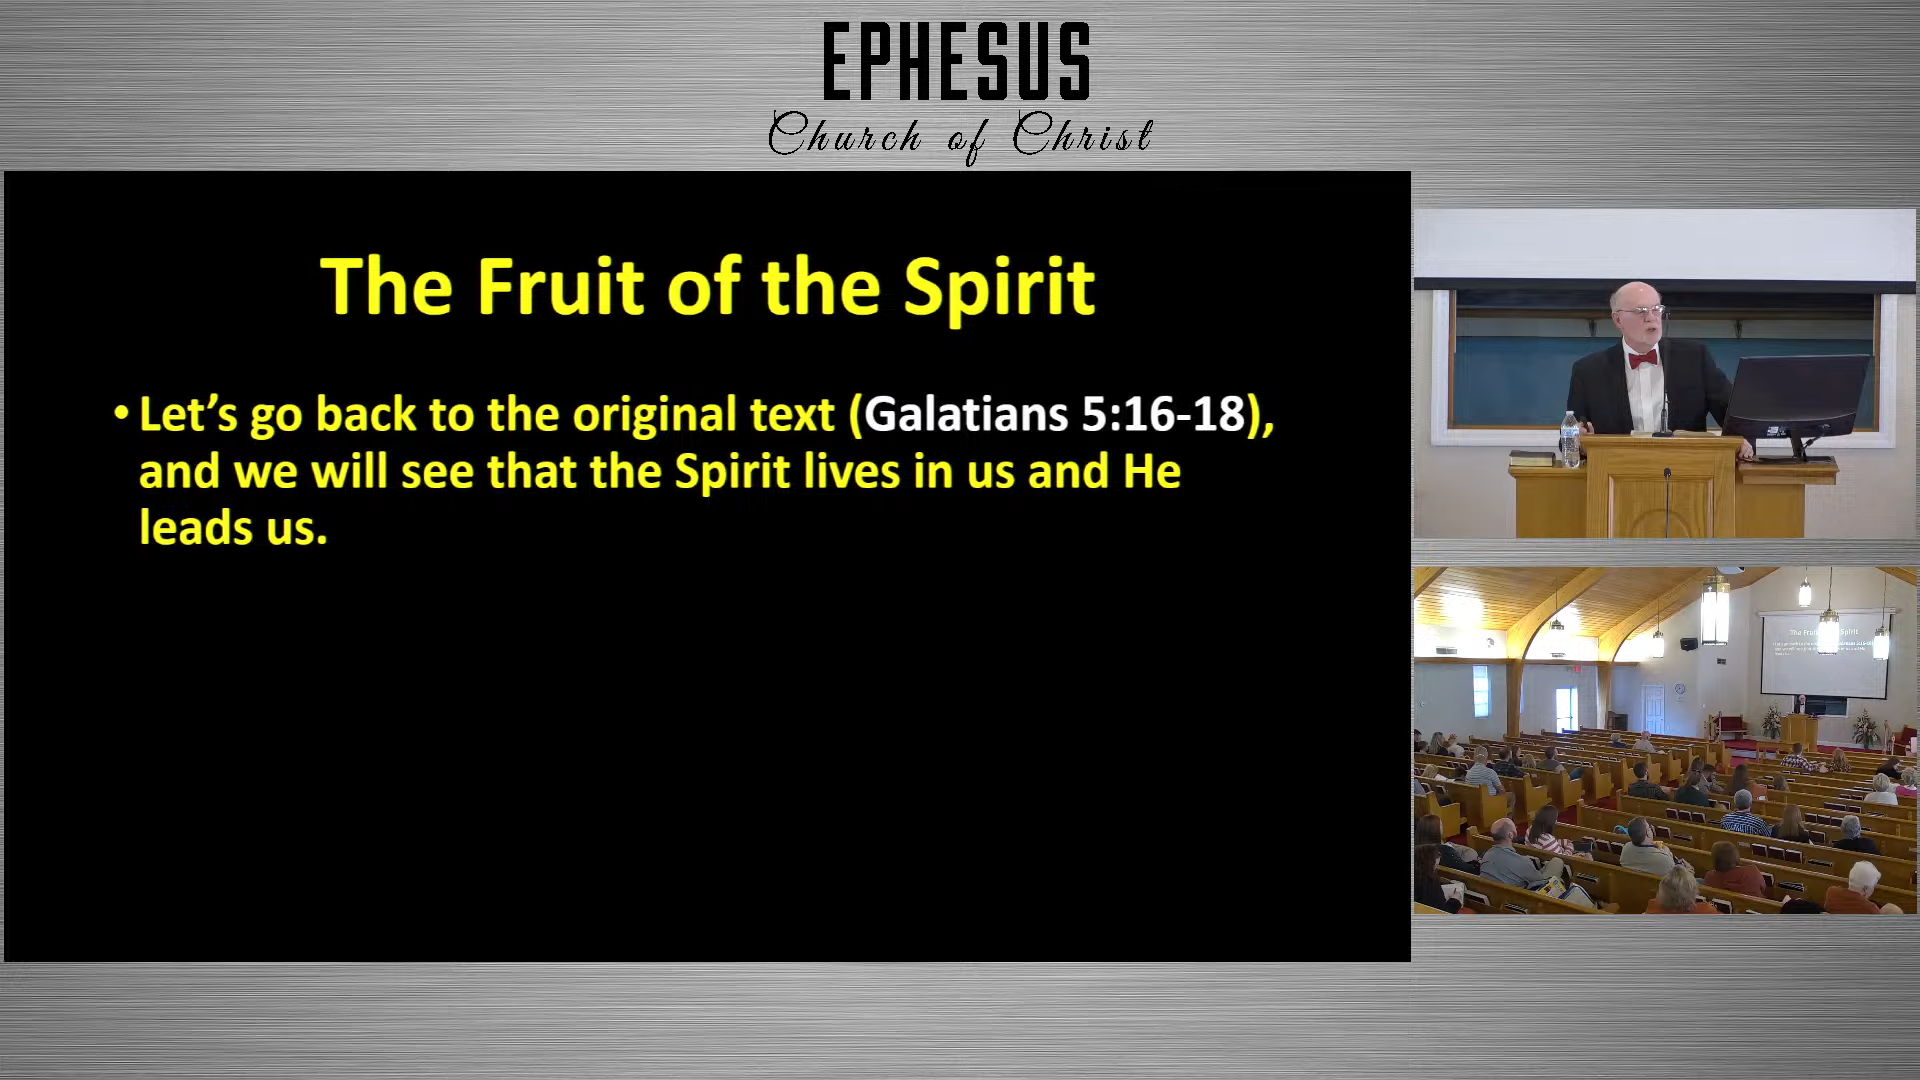 EPHESUS
Church of Christ
The Fruit of the Spirit
• Let’s go back to the original text (Galatians 5:16-18),
and we will see that the Spirit lives in us and He
leads us.